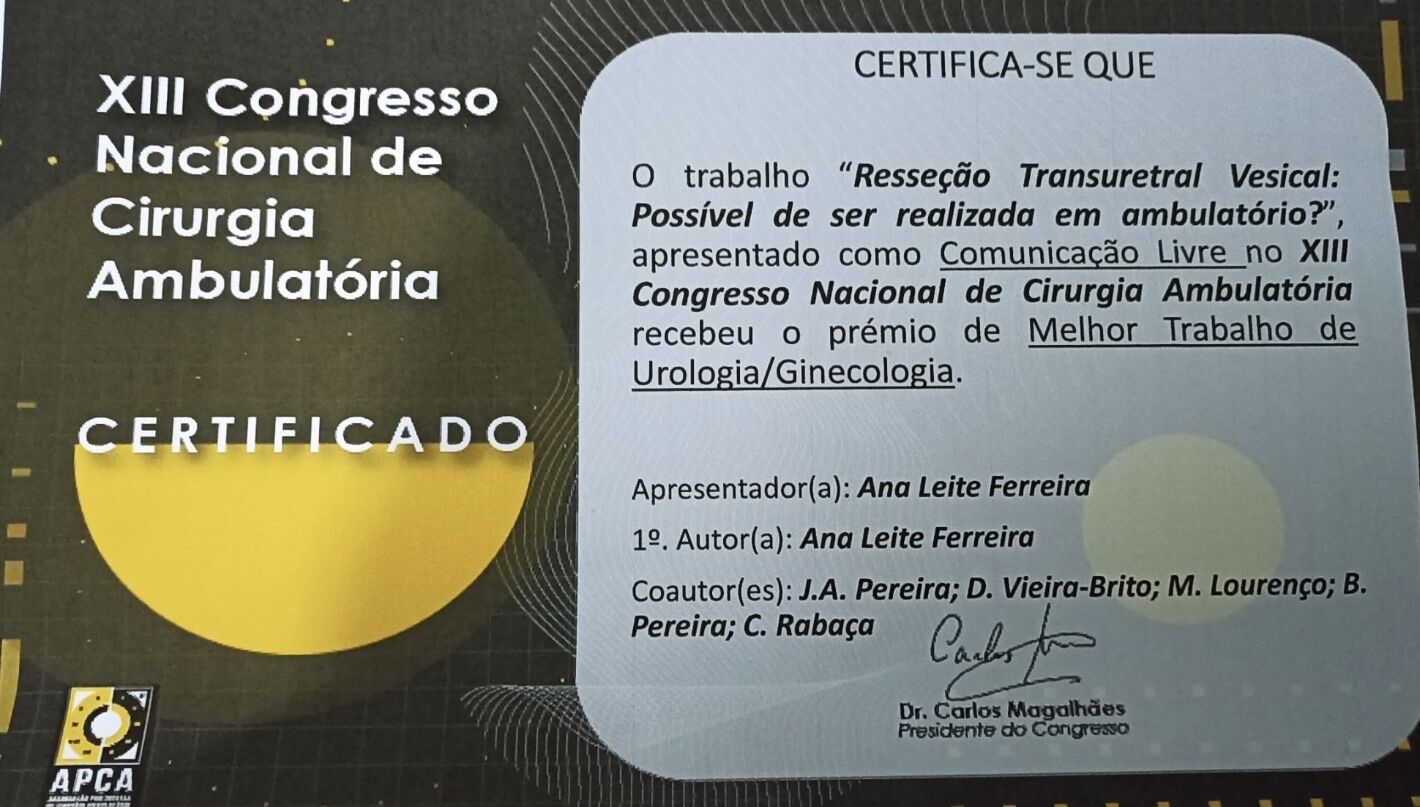 XIII Congresso
Nacional de
Cirurgia
Ambulatória
CERTIFICADO
APCA
CERTIFICA-SE QUE
O trabalho “Resseção Transuretral Vesical:
Possível de ser realizada em ambulatório?”,
apresentado como Comunicação Livre no XIII
Congresso Nacional de Cirurgia Ambulatória
recebeu o prémio de Melhor Trabalho de
Urologia/Ginecologia.
Apresentador(a): Ana Leite Ferreira
1º. Autor(a): Ana Leite Ferreira
Coautor(es): J.A. Pereira; D. Vieira-Brito; M. Lourenço; B.
Pereira; C. Rabaça
Dr. Carlos Magalhães
Presidente do Congresso